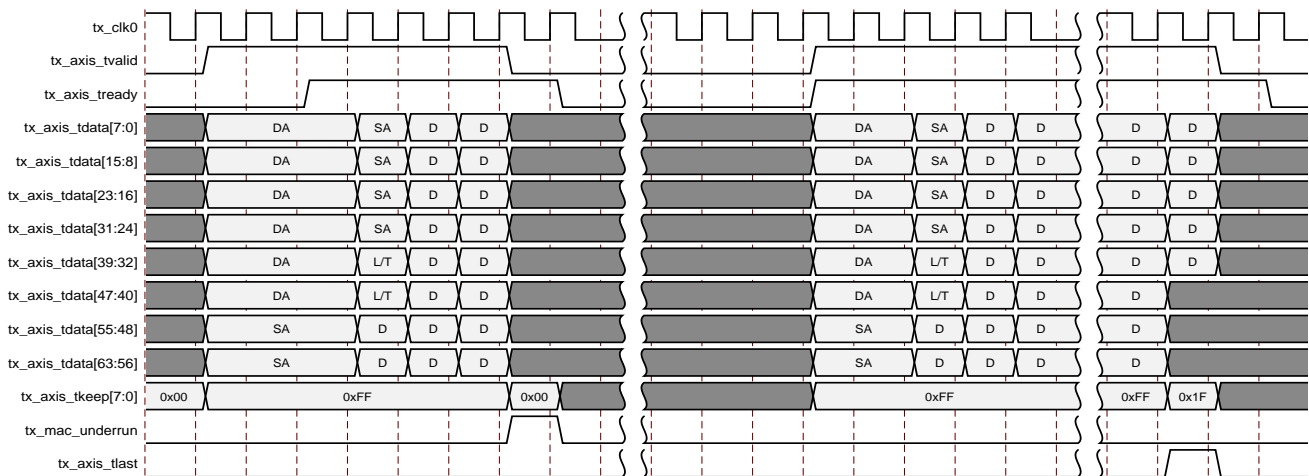 tx_clk0
tx_axis_tvalid
tx_axis_tready
tx_axis_tdata[7:0] DA SA D D DA SA D D D D
tx_axis_tdata[15:8] DA SA D D DA SA D D D D
tx_axis_tdata[23:16] DA SA D D DA SA D D D D
tx_axis_tdata[31:24] DA SA D D DA SA D D D D
tx_axis_tdata[39:32] DA L/T D D DA L/T D D D D
tx_axis_tdata[47:40] DA L/T D D DA L/T D D D
tx_axis_tdata[55:48] SA D D D SA D D D D
tx_axis_tdata[63:56] SA D D D SA D D D D
tx_axis_tkeep[7:0] 0x00 0xFF 0x00 0xFF 0xFF 0x1F
tx_mac_underrun
tx_axis_tlast